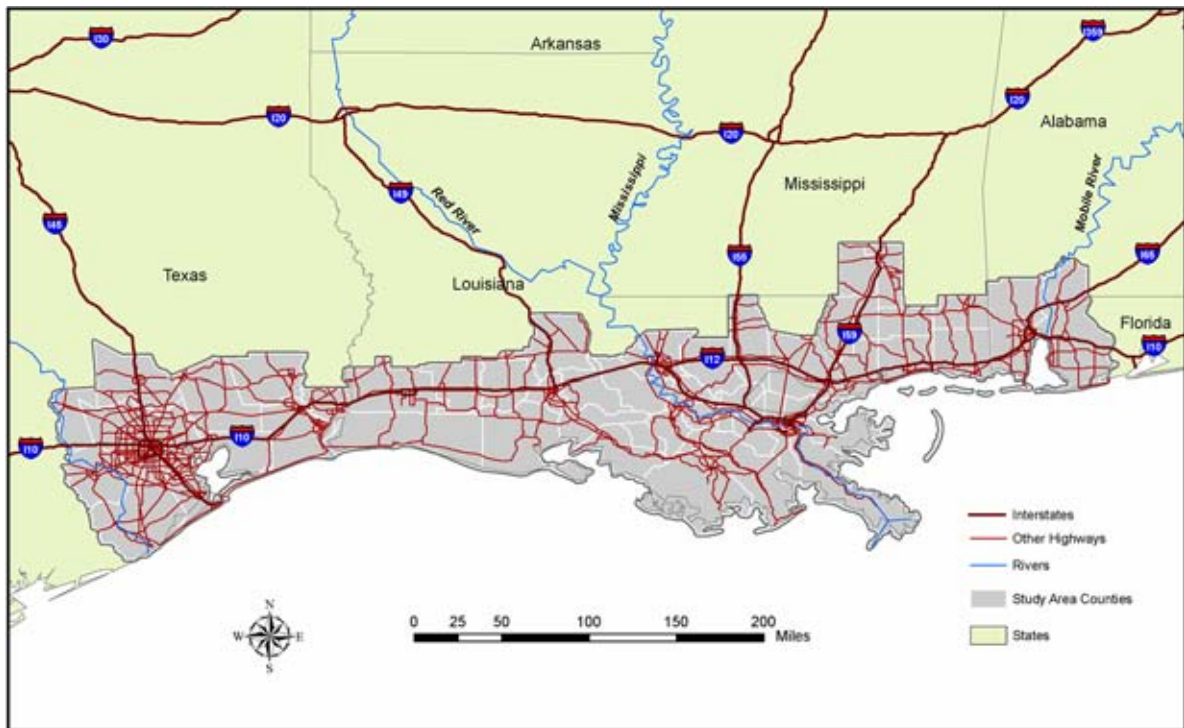 Arkansas
I30
I359
I20
I20
I20
Alabama
Mississippi
Mississippi
Red River
I49
Mobile River
I45
I55
I65
Texas
Louisiana
Florida
I59
I12
I10
I10
I10
Interstates
Other Highways
Rivers
Study Area Counties
States
N
W
E
S
0 25 50 100 150 200
Miles